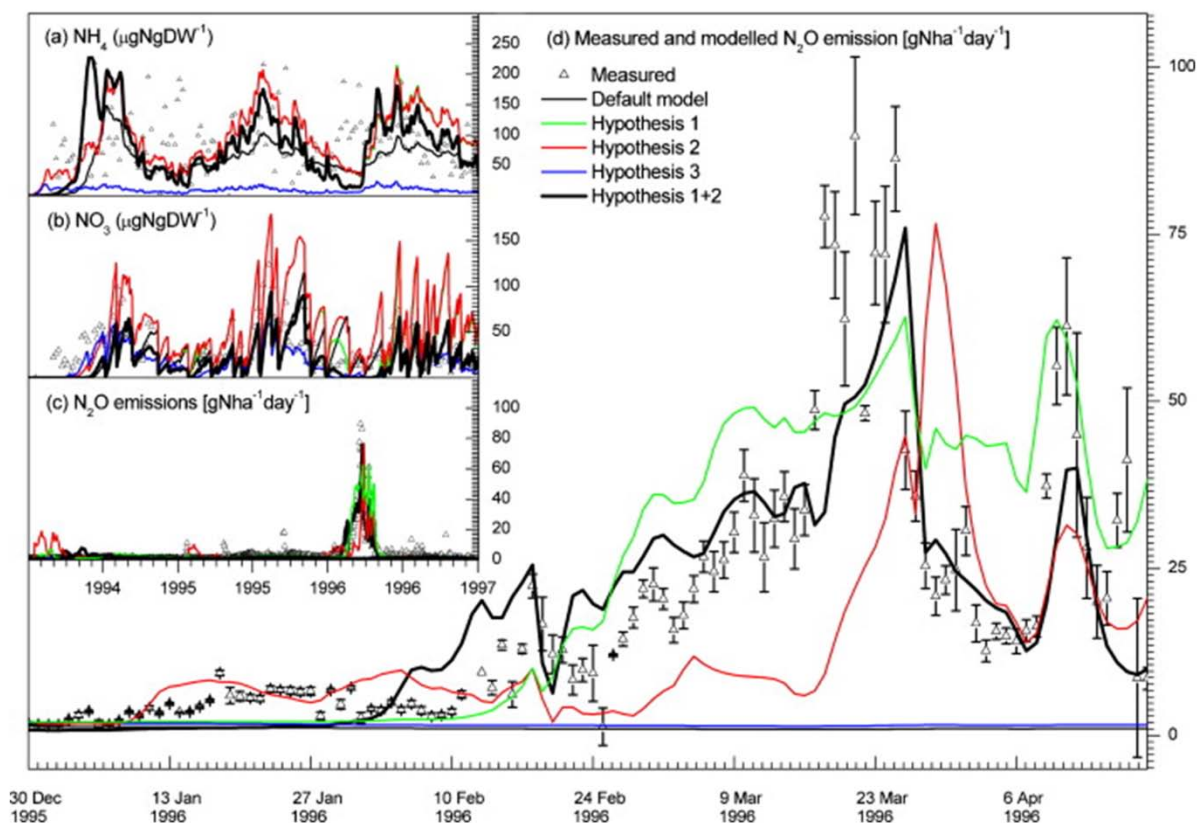 (a) NH₄ (µgNgDW⁻¹)
250
200
150
100
50
(b) NO₃ (µgNgDW⁻¹)
150
100
50
(c) N₂O emissions [gNha⁻¹day⁻¹]
100
80
60
40
20
0
1994 1995 1995 1996 1996 1997
(d) Measured and modelled N₂O emission [gNha⁻¹day⁻¹]
Measured
Default model
Hypothesis 1
Hypothesis 2
Hypothesis 3
Hypothesis 1+2
100
75
50
25
0
30 Dec 13 Jan 27 Jan 10 Feb 24 Feb 9 Mar 23 Mar 6 Apr
1995 1996 1996 1996 1996 1996 1996 1996